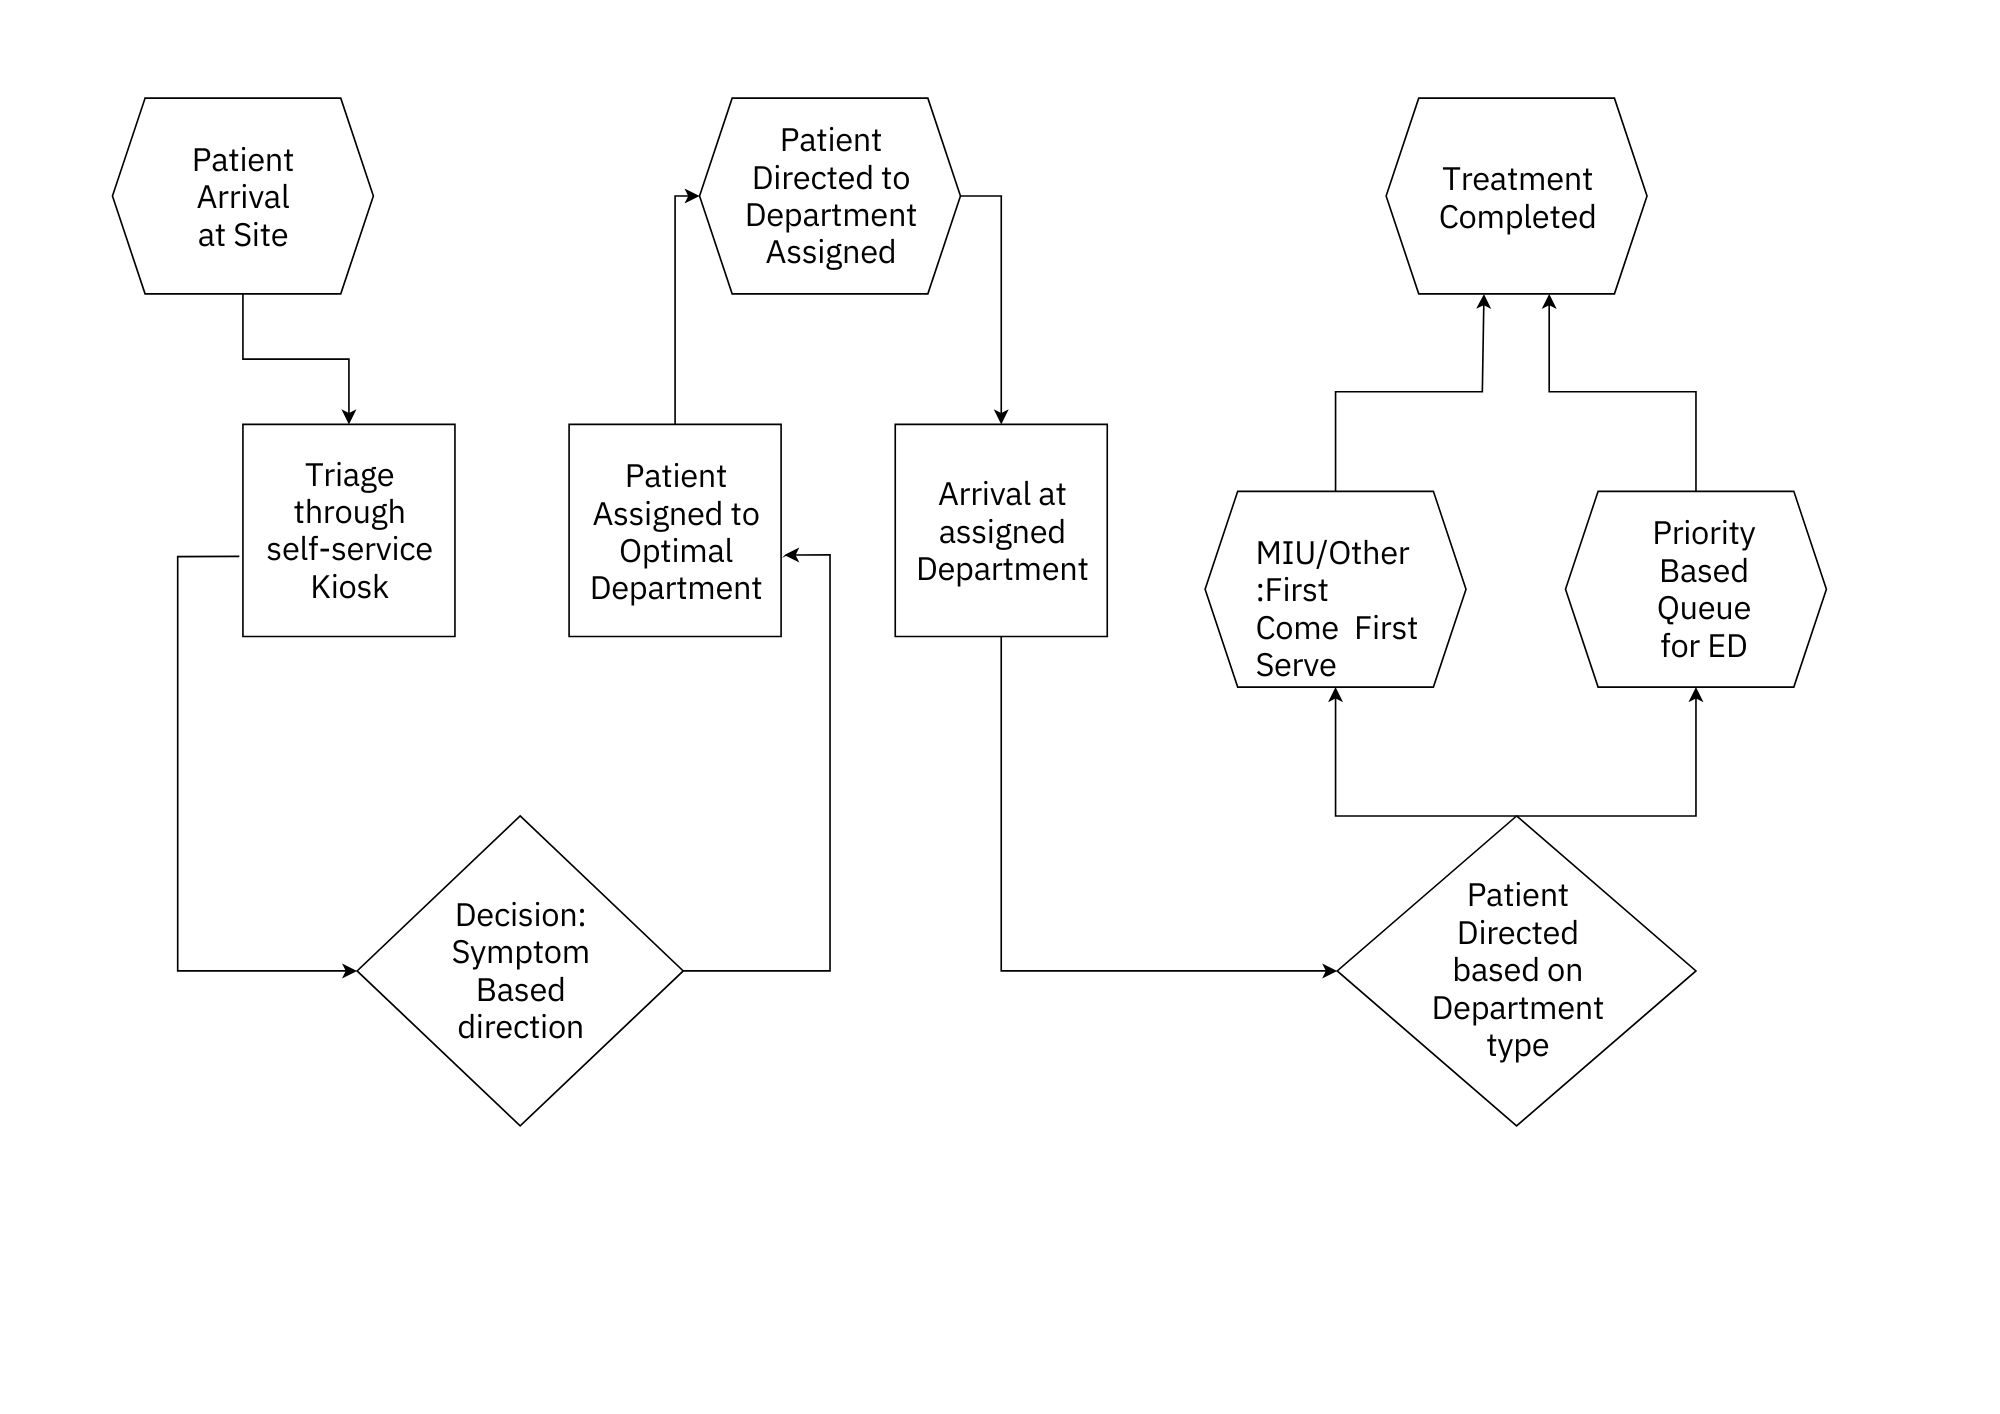 Patient
Arrival
at Site
Triage
through
self-service
Kiosk
Decision:
Symptom
Based
direction
Patient
Assigned to
Optimal
Department
Patient
Directed to
Department
Assigned
Arrival at
assigned
Department
Patient
Directed
based on
Department
type
MIU/Other
:First
Come  First
Serve
Priority
Based
Queue
for ED
Treatment
Completed